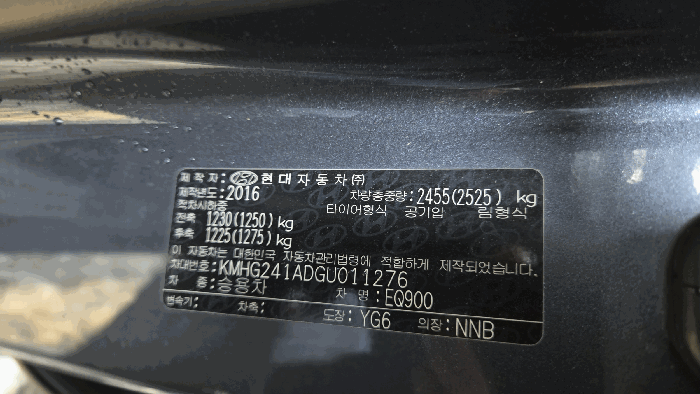 제 작 자 : 현 대 자 동 차 ㈜
제작년도 : 2016 차량총중량 : 2455(2525) kg
적차시하중 타이어형식 공기압 림형식
전축 1230(1250) kg
후축 1225(1275) kg
이 자동차는 대한민국 자동차관리법령에 적합하게 제작되었습니다.
차대번호 : KMHG241ADGU011276
차 종 : 승용차 차 명 : EQ900
변속기 : 차축 : 도장 : YG6 의장 : NNB